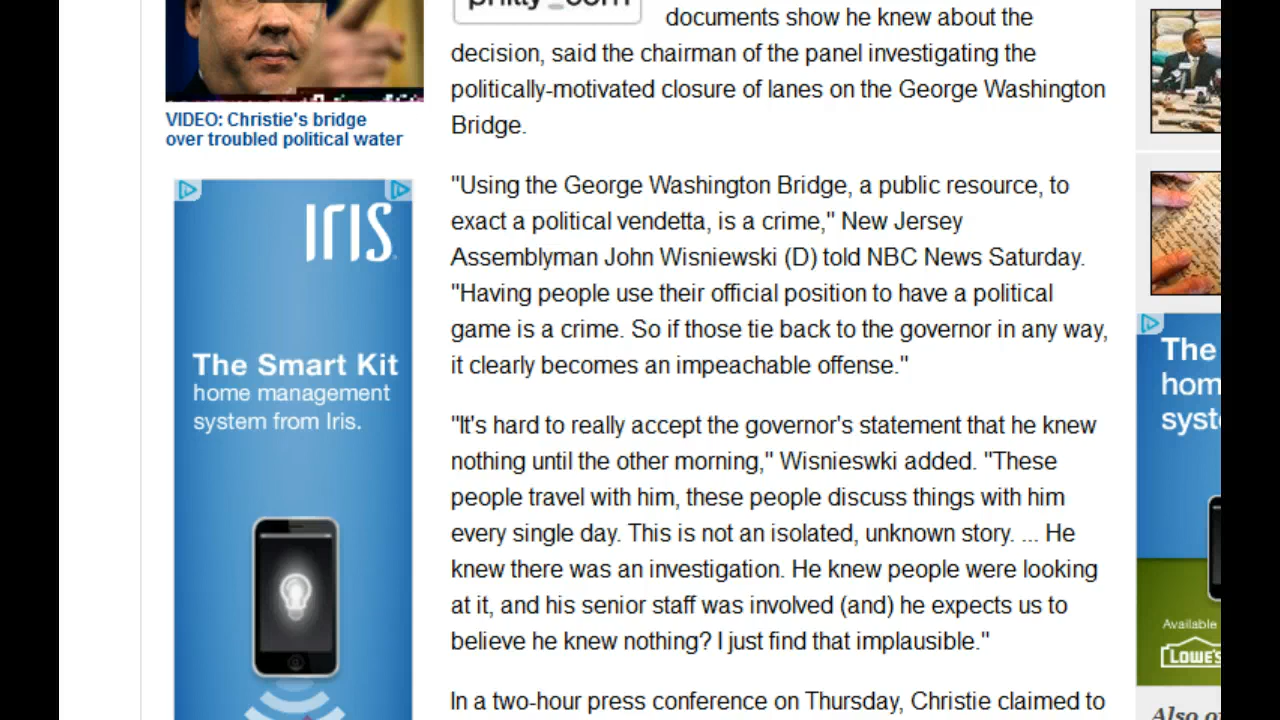 philly_com
documents show he knew about the
decision, said the chairman of the panel investigating the
politically-motivated closure of lanes on the George Washington
Bridge.
"Using the George Washington Bridge, a public resource, to
exact a political vendetta, is a crime," New Jersey
Assemblyman John Wisniewski (D) told NBC News Saturday.
"Having people use their official position to have a political
game is a crime. So if those tie back to the governor in any way,
it clearly becomes an impeachable offense."
"It's hard to really accept the governor's statement that he knew
nothing until the other morning," Wisnieswki added. "These
people travel with him, these people discuss things with him
every single day. This is not an isolated, unknown story. ... He
knew there was an investigation. He knew people were looking
at it, and his senior staff was involved (and) he expects us to
believe he knew nothing? I just find that implausible."
In a two-hour press conference on Thursday, Christie claimed to
VIDEO: Christie's bridge
over troubled political water
IRIS
The Smart Kit
home management
system from Iris.
The
hom
syst
Available
LOWE'S
Also o